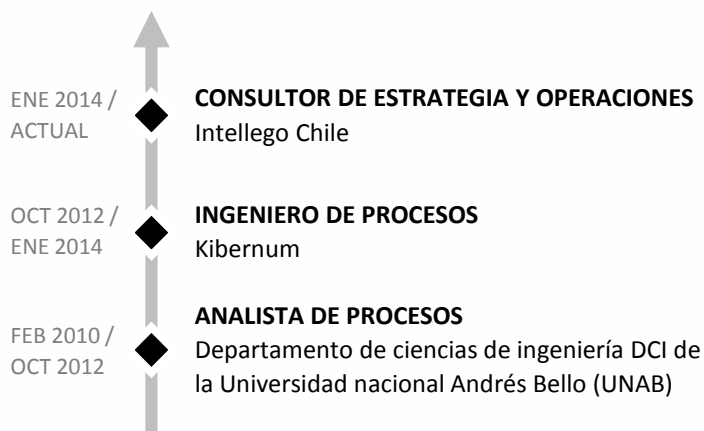 ENE 2014 /
ACTUAL
CONSULTOR DE ESTRATEGIA Y OPERACIONES
Intellego Chile
OCT 2012 /
ENE 2014
INGENIERO DE PROCESOS
Kibernum
FEB 2010 /
OCT 2012
ANALISTA DE PROCESOS
Departamento de ciencias de ingeniería DCI de
la Universidad nacional Andrés Bello (UNAB)